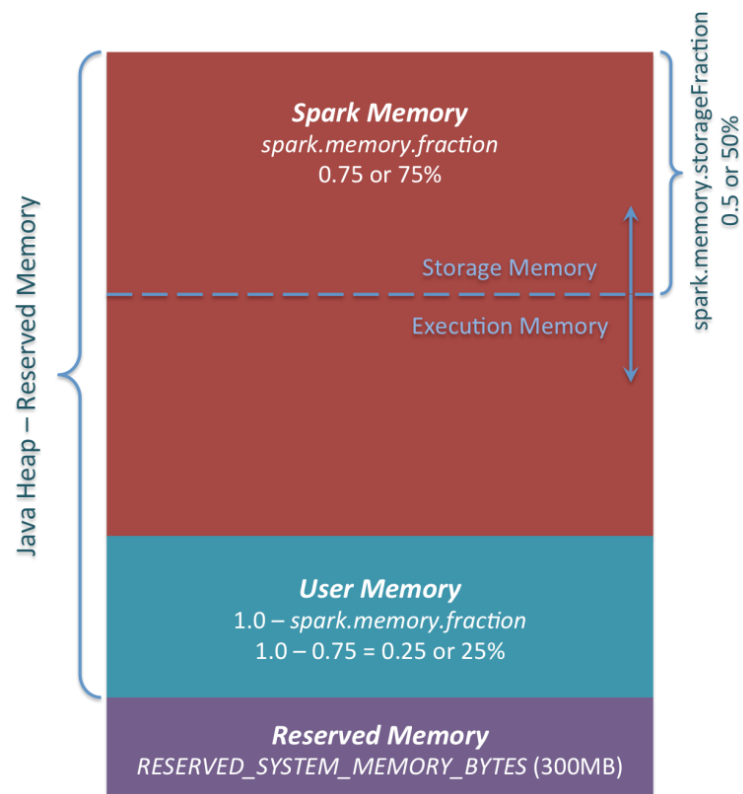 Spark Memory
spark.memory.fraction
0.75 or 75%
Storage Memory
Execution Memory
spark.memory.storageFraction
0.5 or 50%
Java Heap – Reserved Memory
User Memory
1.0 – spark.memory.fraction
1.0 – 0.75 = 0.25 or 25%
Reserved Memory
RESERVED_SYSTEM_MEMORY_BYTES (300MB)